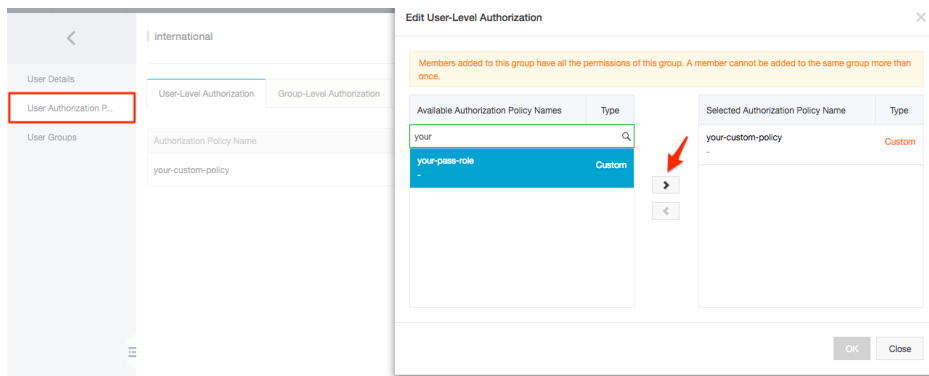 international
User Details
User Authorization P...
User Groups
User-Level Authorization
Group-Level Authorization
Authorization Policy Name
your-custom-policy
Edit User-Level Authorization
Members added to this group have all the permissions of this group. A member cannot be added to the same group more than
once.
Available Authorization Policy Names
Type
your
your-pass-role
Custom
-
Selected Authorization Policy Name
Type
your-custom-policy
Custom
-
OK
Close